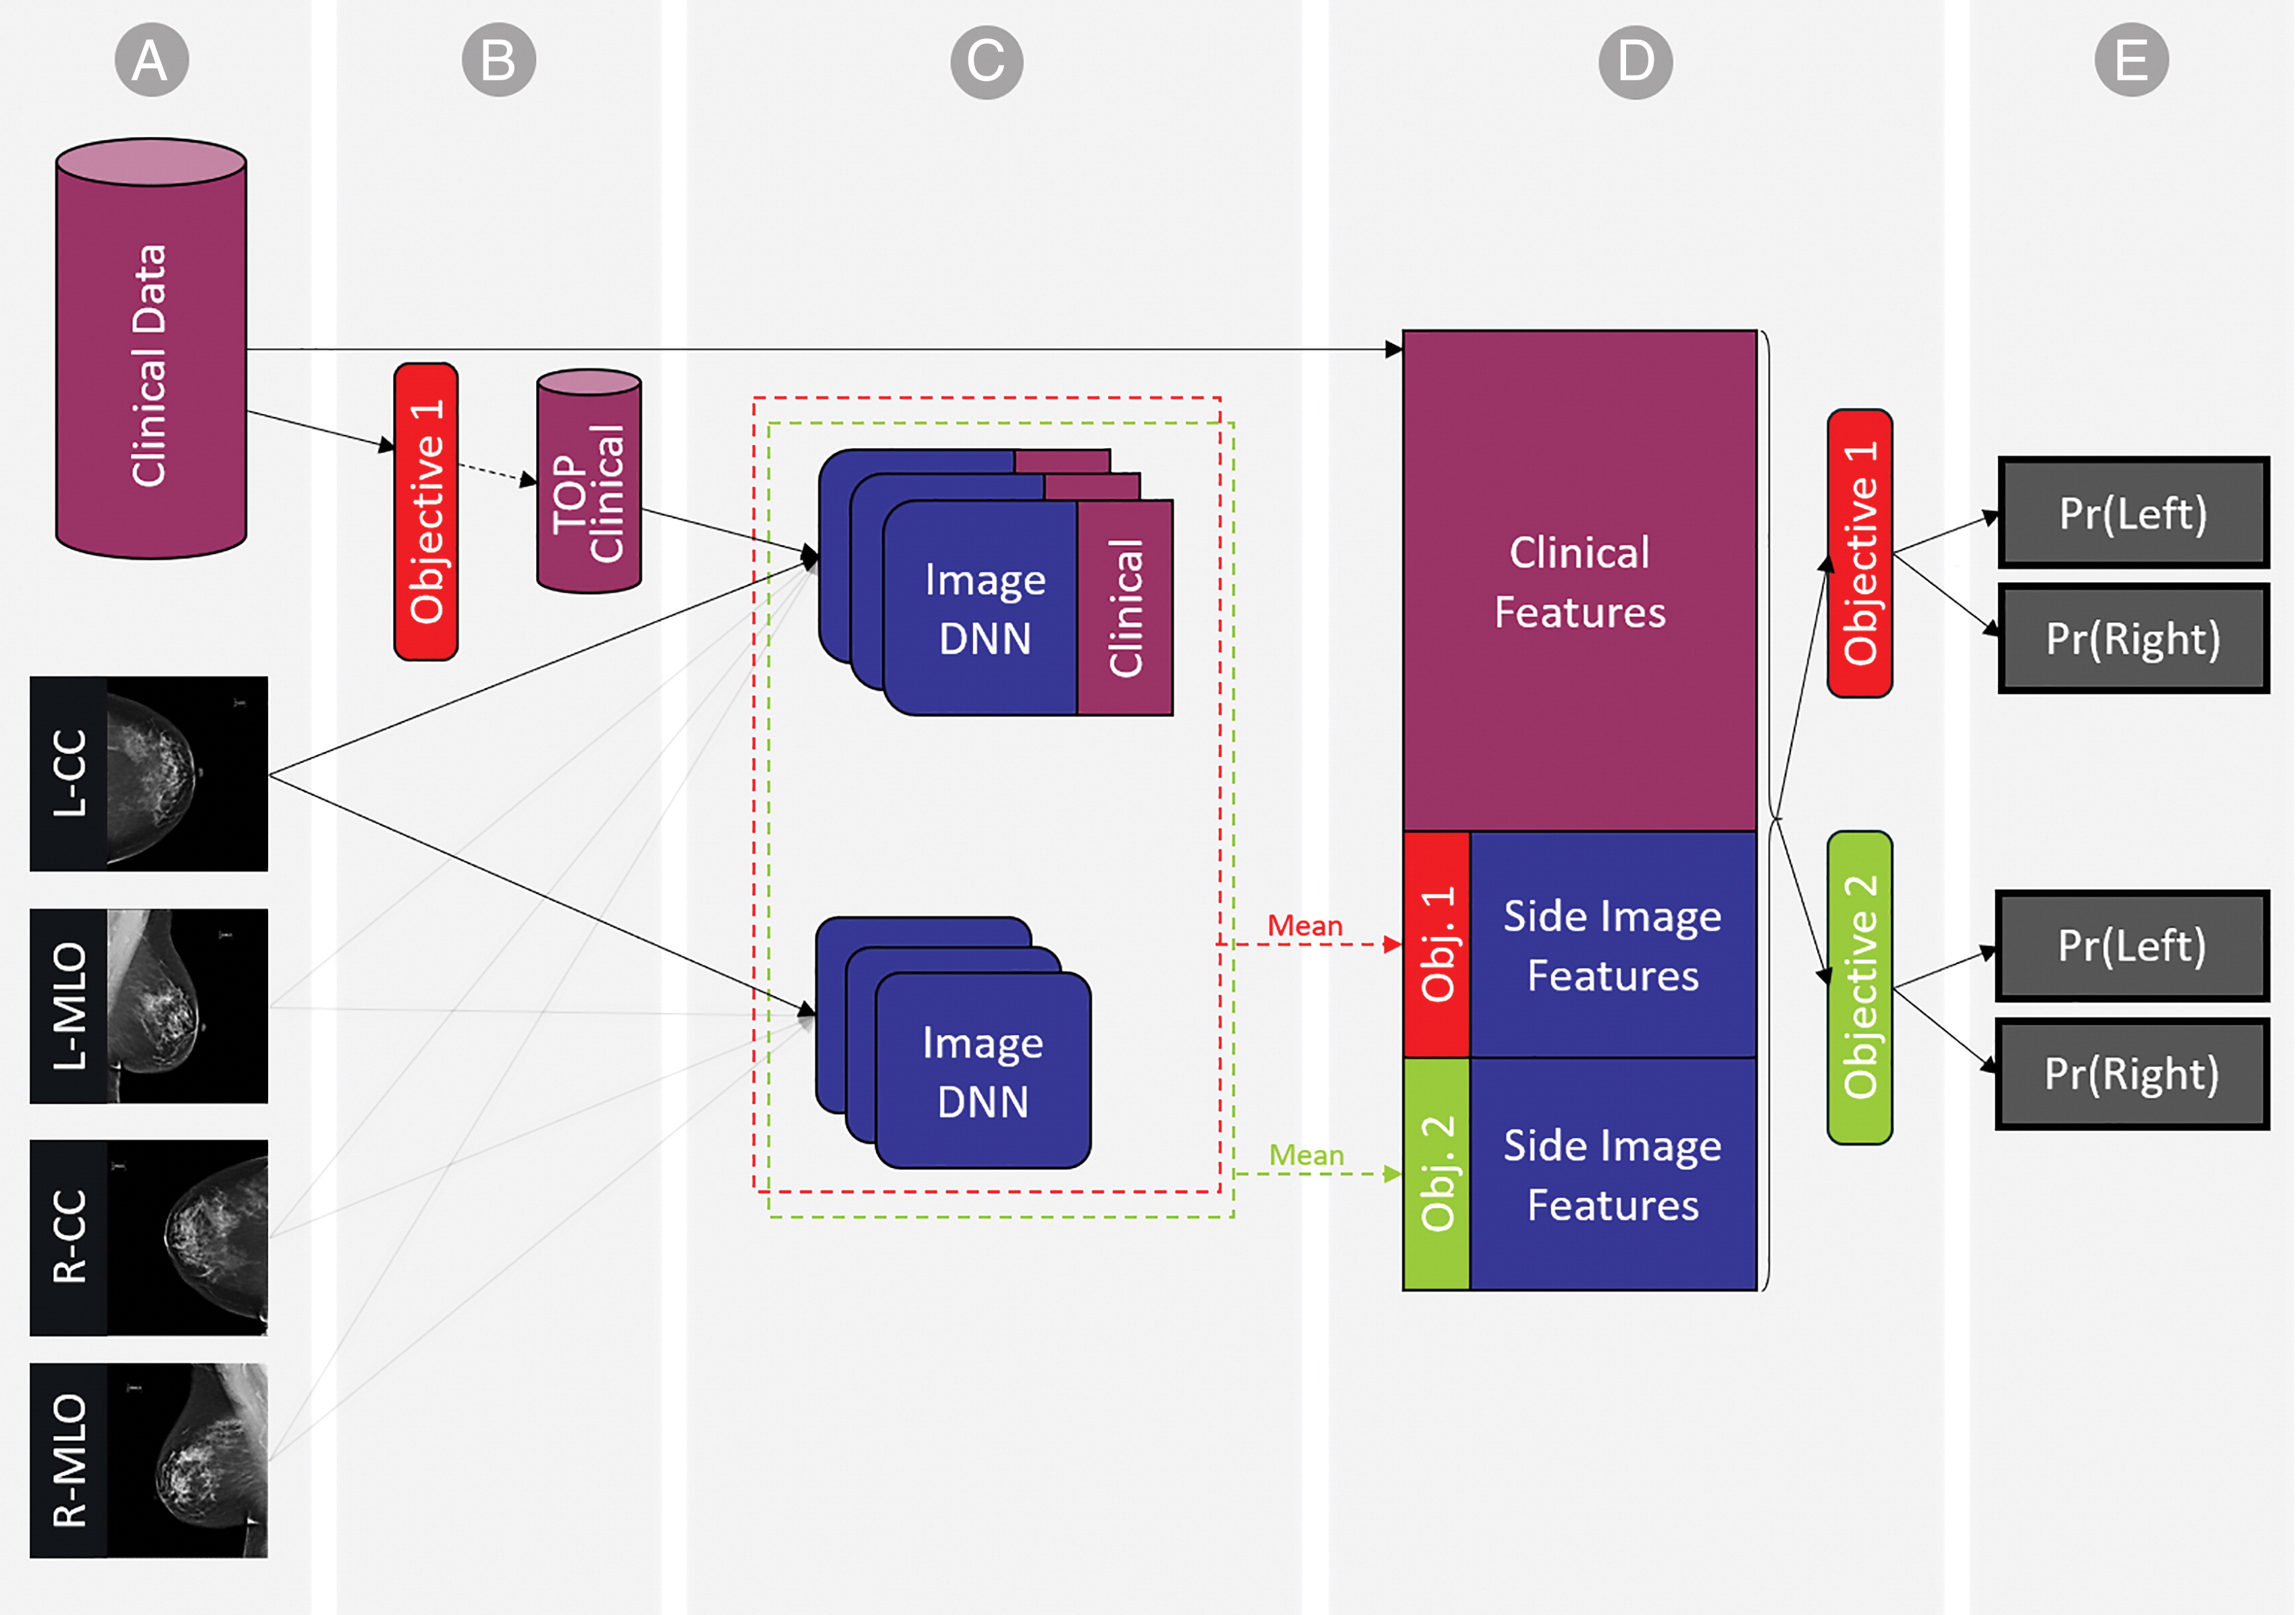 A
B
C
D
E
Clinical Data
Objective 1
TOP
Clinical
L-CC
L-MLO
R-CC
R-MLO
Image
DNN
Clinical
Image
DNN
Mean
Mean
Clinical
Features
Obj. 1
Side Image
Features
Obj. 2
Side Image
Features
Objective 1
Objective 2
Pr(Left)
Pr(Right)
Pr(Left)
Pr(Right)